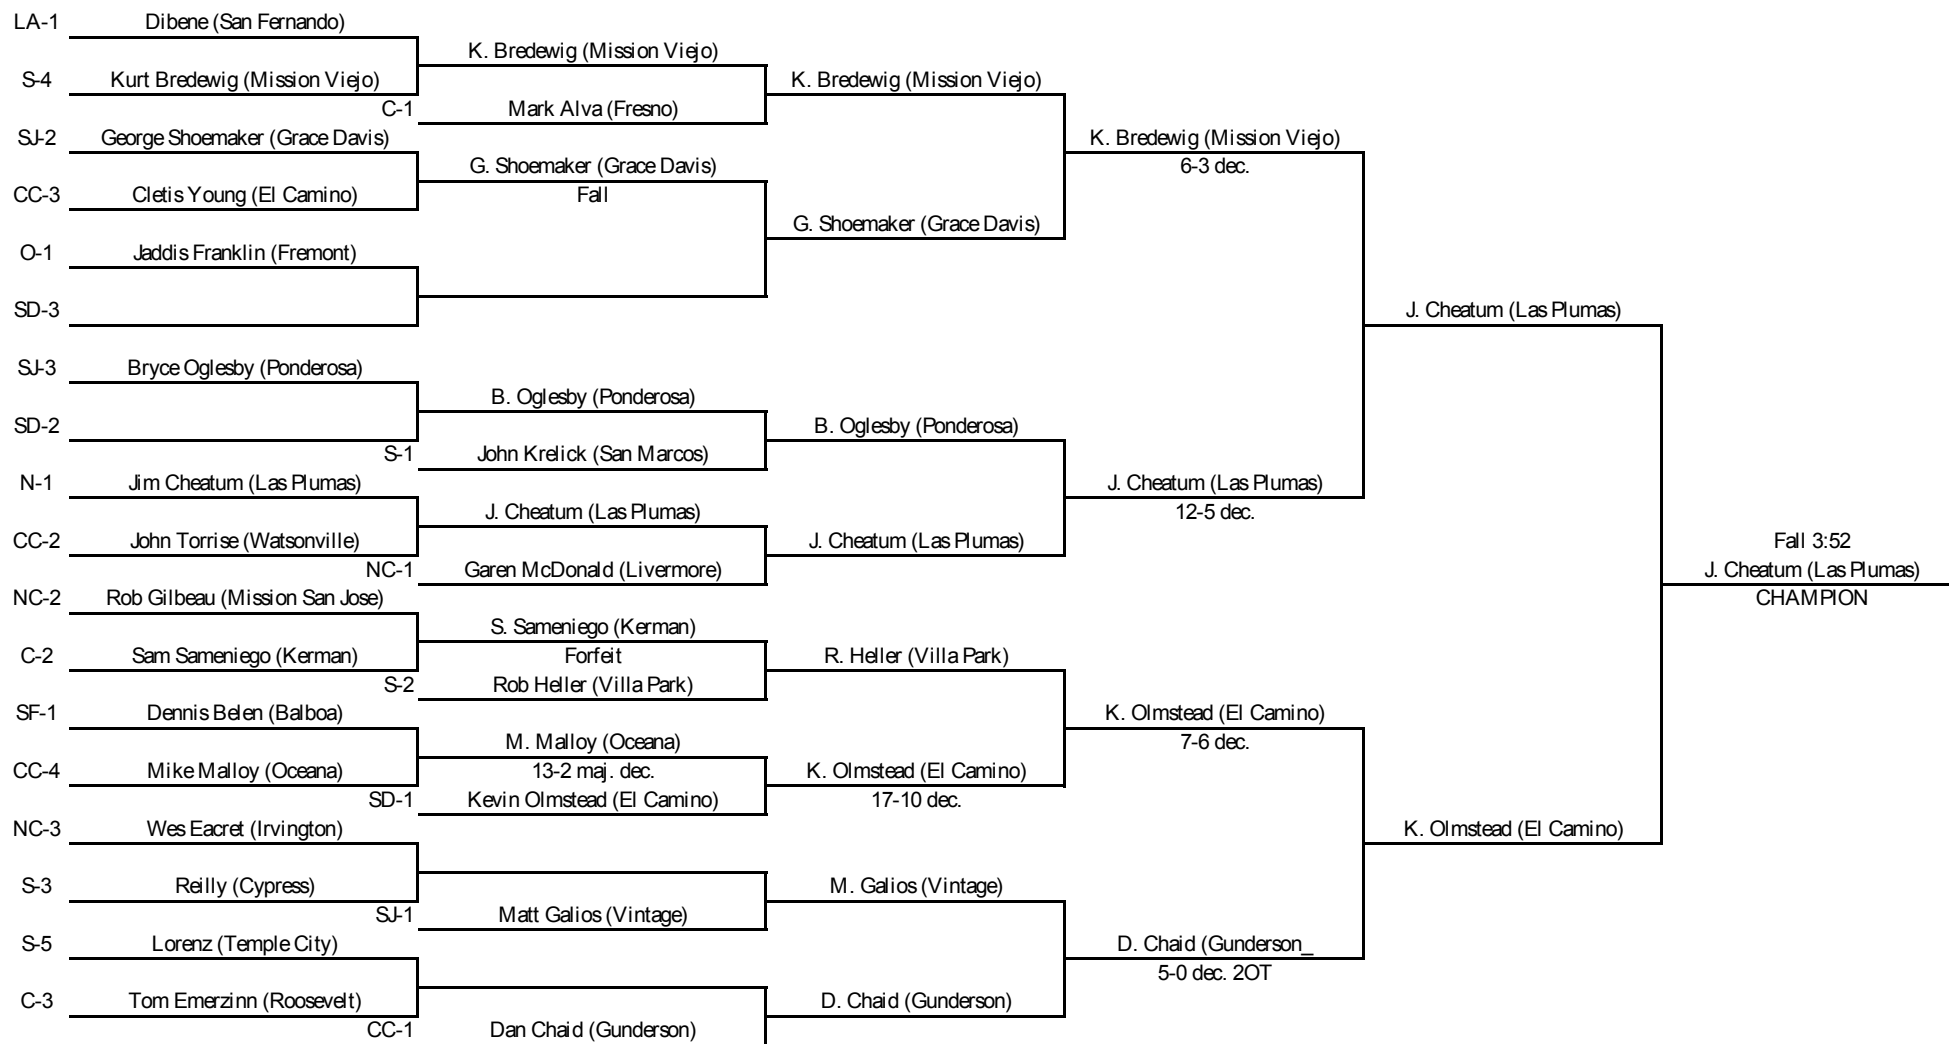 LA-1 Dibene (San Fernando)
K. Bredewig (Mission Viejo)
S-4 Kurt Bredewig (Mission Viejo) K. Bredewig (Mission Viejo)
C-1 Mark Alva (Fresno)
SJ-2 George Shoemaker (Grace Davis) K. Bredewig (Mission Viejo)
G. Shoemaker (Grace Davis) 6-3 dec.
CC-3 Cletis Young (El Camino) Fall
G. Shoemaker (Grace Davis)
O-1 Jaddis Franklin (Fremont)
SD-3 J. Cheatum (Las Plumas)
SJ-3 Bryce Oglesby (Ponderosa)
B. Oglesby (Ponderosa)
SD-2 B. Oglesby (Ponderosa)
S-1 John Krelick (San Marcos)
N-1 Jim Cheatum (Las Plumas) J. Cheatum (Las Plumas)
J. Cheatum (Las Plumas) 12-5 dec.
CC-2 John Torrise (Watsonville) J. Cheatum (Las Plumas) Fall 3:52
NC-1 Garen McDonald (Livermore) J. Cheatum (Las Plumas)
NC-2 Rob Gilbeau (Mission San Jose) CHAMPION
S. Sameniego (Kerman)
C-2 Sam Sameniego (Kerman) Forfeit R. Heller (Villa Park)
S-2 Rob Heller (Villa Park)
SF-1 Dennis Belen (Balboa) K. Olmstead (El Camino)
M. Malloy (Oceana) 7-6 dec.
CC-4 Mike Malloy (Oceana) 13-2 maj. dec. K. Olmstead (El Camino)
SD-1 Kevin Olmstead (El Camino) 17-10 dec.
NC-3 Wes Eacret (Irvington) K. Olmstead (El Camino)
S-3 Reilly (Cypress) M. Galios (Vintage)
SJ-1 Matt Galios (Vintage)
S-5 Lorenz (Temple City) D. Chaid (Gunderson_
5-0 dec. 2OT
C-3 Tom Emerzinn (Roosevelt) D. Chaid (Gunderson)
CC-1 Dan Chaid (Gunderson)